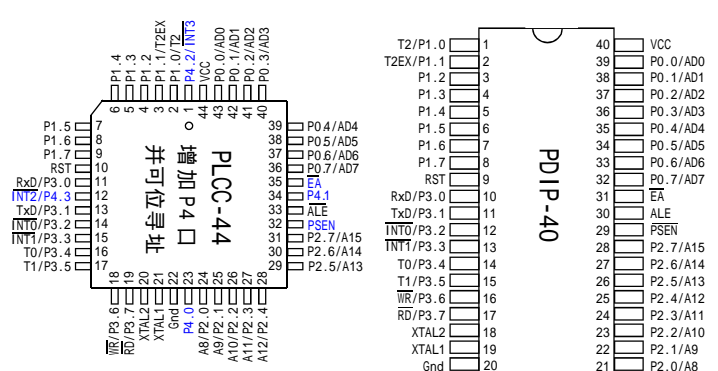 P1.4
P1.3
P1.2
P1.1/T2EX
P1.0/T2
P4.2/INT3
VCC
P0.0/AD0
P0.1/AD1
P0.2/AD2
P0.3/AD3
6
5
4
3
2
1
44
43
42
41
40
P1.5 7
P1.6 8
P1.7 9
RST 10
RxD/P3.0 11
INT2/P4.3 12
TxD/P3.1 13
INT0/P3.2 14
INT1/P3.3 15
T0/P3.4 16
T1/P3.5 17
PLCC-44
增加P4口
并可位寻址
39 P0.4/AD4
38 P0.5/AD5
37 P0.6/AD6
36 P0.7/AD7
35 EA
34 P4.1
33 ALE
32 PSEN
31 P2.7/A15
30 P2.6/A14
29 P2.5/A13
18
19
20
21
22
23
24
25
26
27
28
WR/P3.6
RD/P3.7
XTAL2
XTAL1
Gnd
P4.0
A8/P2.0
A9/P2.1
A10/P2.2
A11/P2.3
A12/P2.4
T2/P1.0 1
T2EX/P1.1 2
P1.2 3
P1.3 4
P1.4 5
P1.5 6
P1.6 7
P1.7 8
RST 9
RxD/P3.0 10
TxD/P3.1 11
INT0/P3.2 12
INT1/P3.3 13
T0/P3.4 14
T1/P3.5 15
WR/P3.6 16
RD/P3.7 17
XTAL2 18
XTAL1 19
Gnd 20
PDIP-40
40 VCC
39 P0.0/AD0
38 P0.1/AD1
37 P0.2/AD2
36 P0.3/AD3
35 P0.4/AD4
34 P0.5/AD5
33 P0.6/AD6
32 P0.7/AD7
31 EA
30 ALE
29 PSEN
28 P2.7/A15
27 P2.6/A14
26 P2.5/A13
25 P2.4/A12
24 P2.3/A11
23 P2.2/A10
22 P2.1/A9
21 P2.0/A8